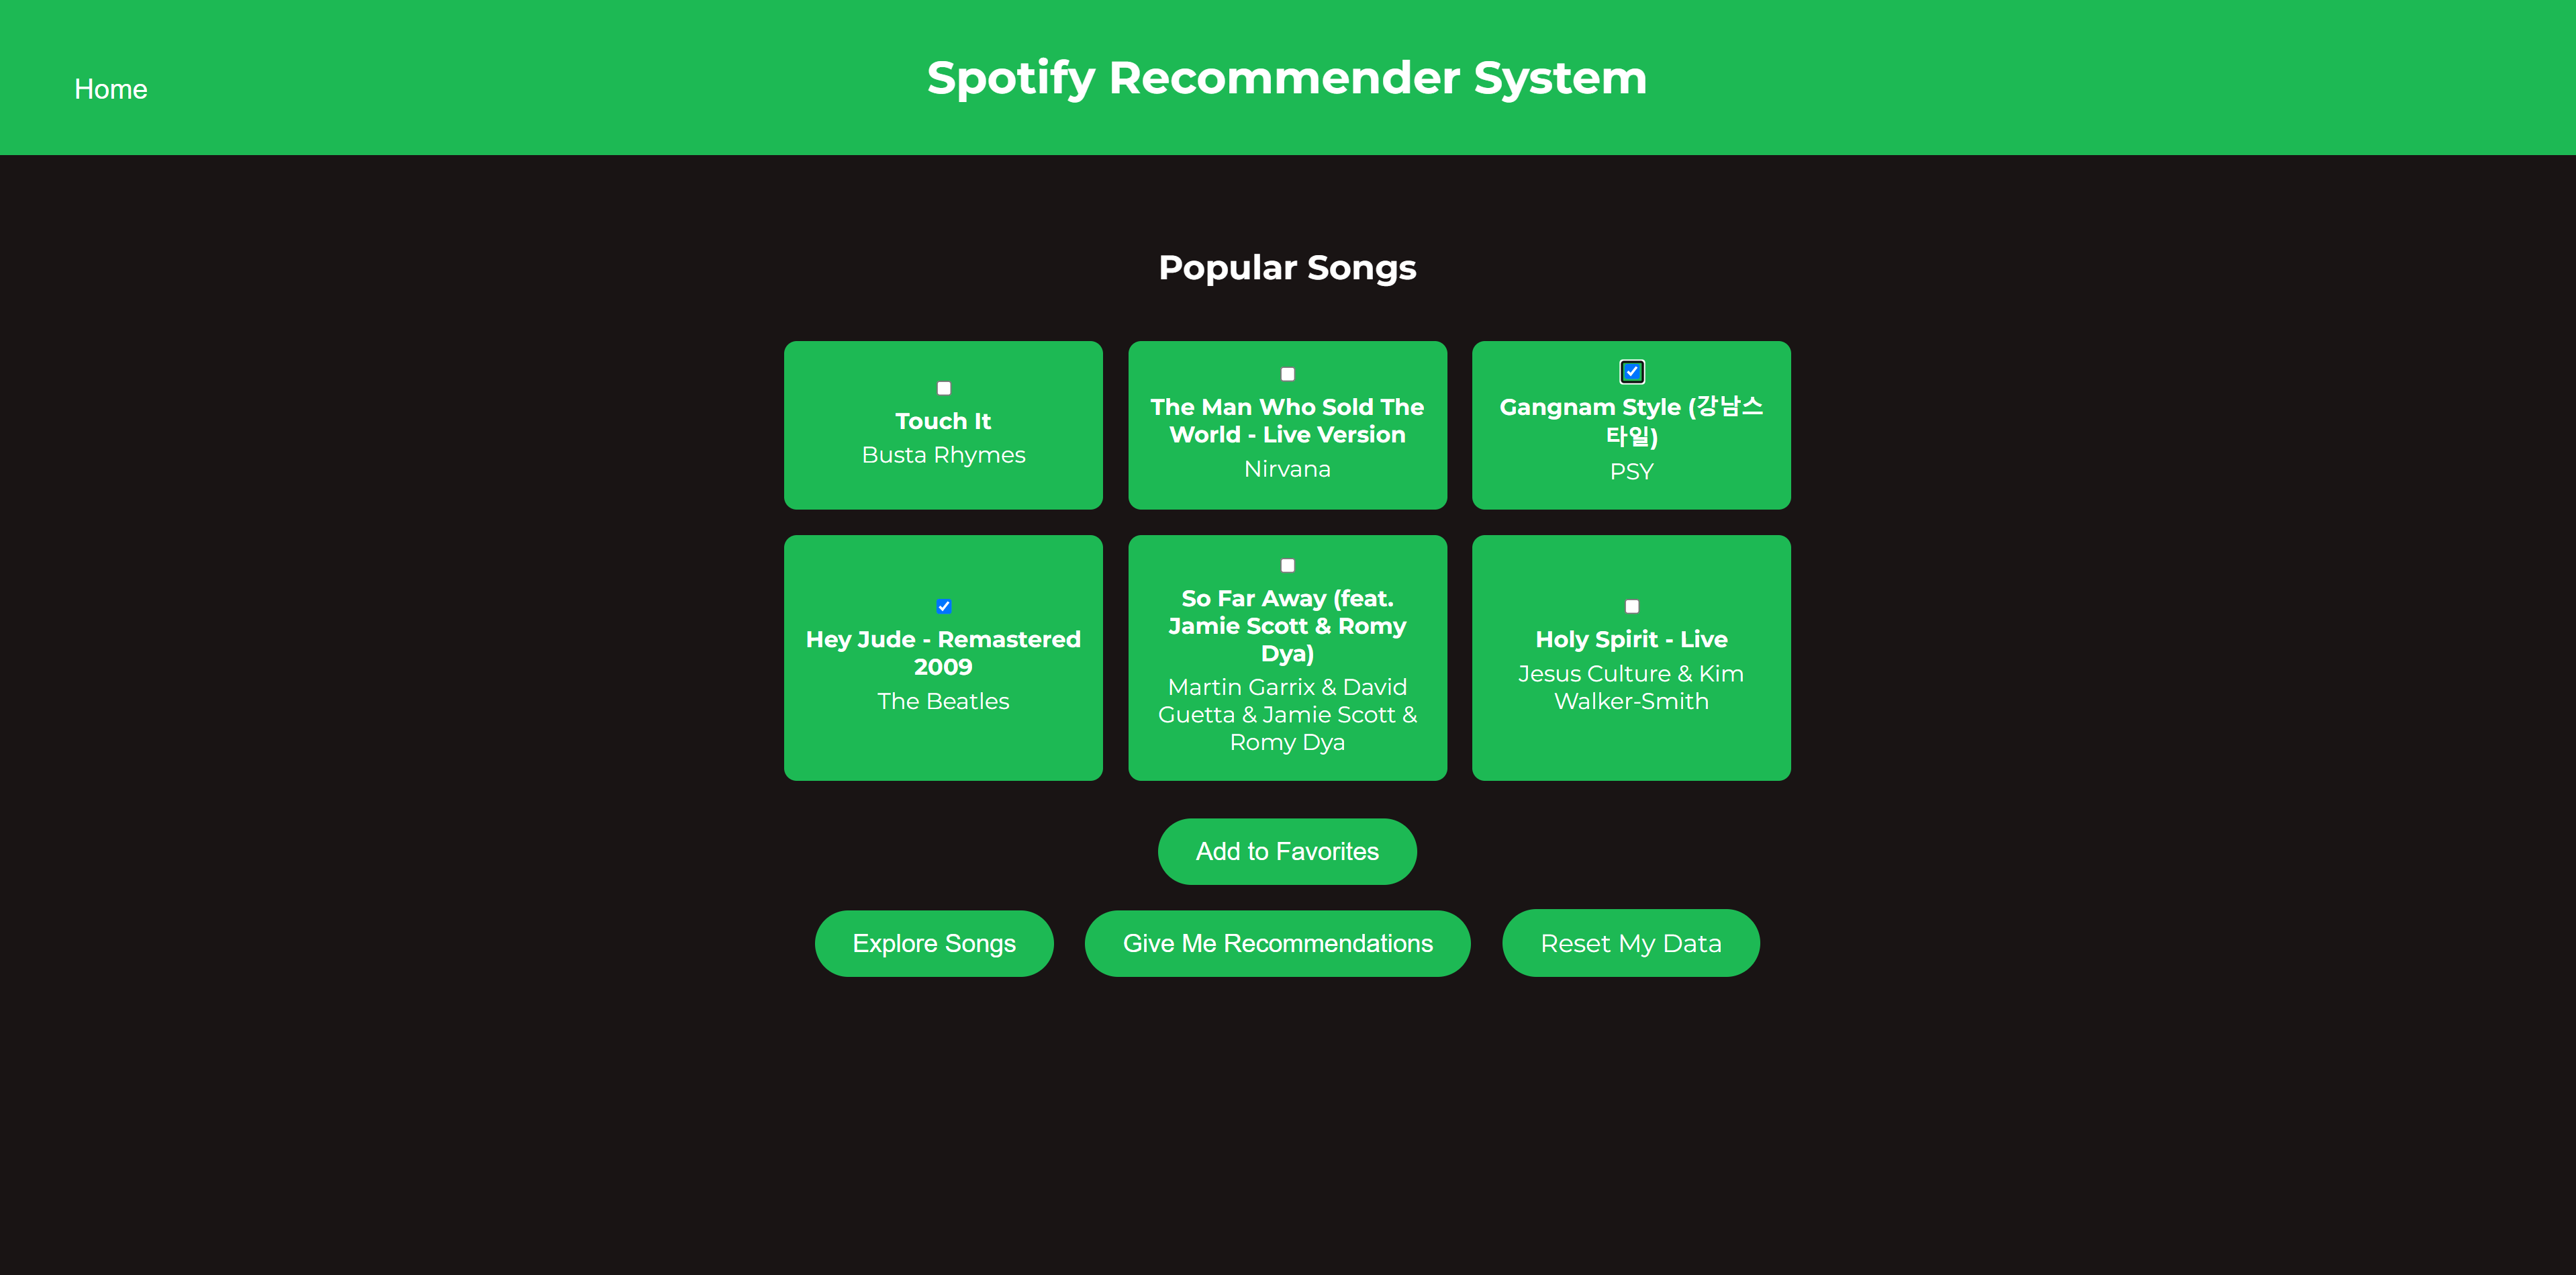 Home
Spotify Recommender System
Popular Songs
Touch It
Busta Rhymes
The Man Who Sold The
World - Live Version
Nirvana
Gangnam Style (강남스
타일)
PSY
Hey Jude - Remastered
2009
The Beatles
So Far Away (feat.
Jamie Scott & Romy
Dya)
Martin Garrix & David
Guetta & Jamie Scott &
Romy Dya
Holy Spirit - Live
Jesus Culture & Kim
Walker-Smith
Add to Favorites
Explore Songs
Give Me Recommendations
Reset My Data